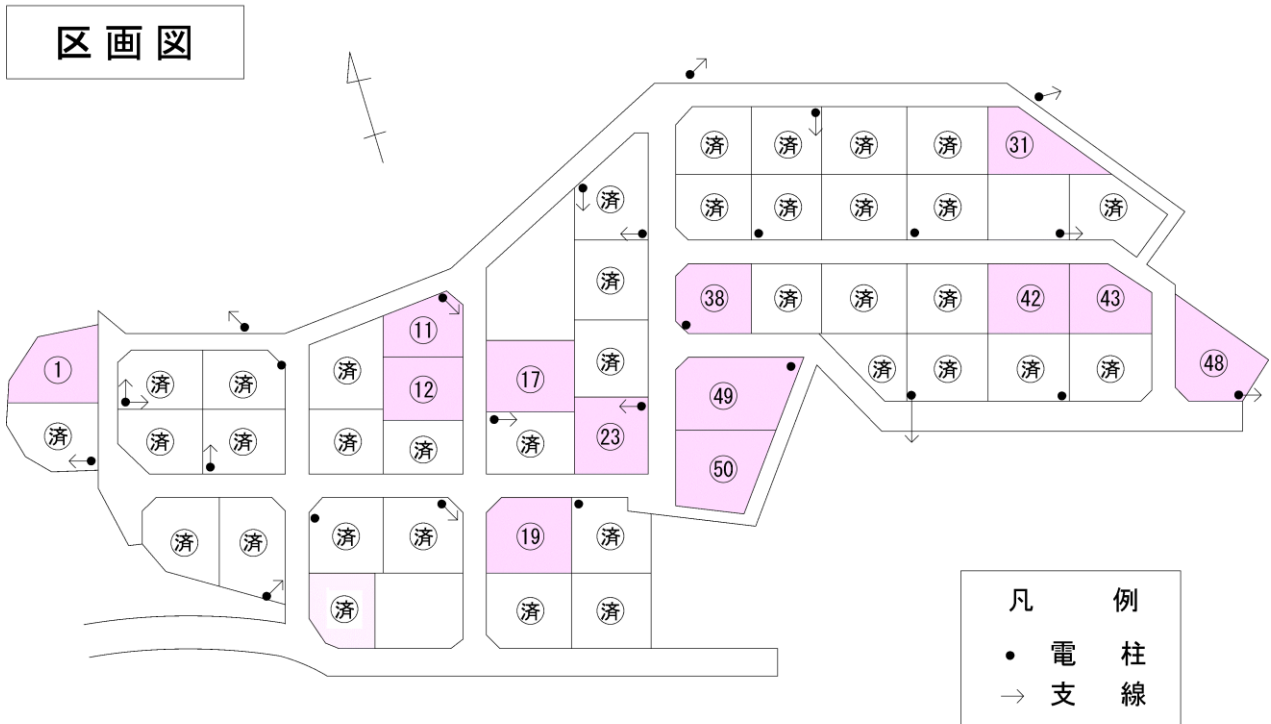 区画図
済 済 済 済 31
済
済 済 済 済 済
済
38 済 済 済 42 43
11
済 済 済 済
1 済 済 済 12 17 済 49 48
済 済 済 済 済 済 済 23 50
済 済 済 済 19 済
済 済 済
凡 例
電 柱
支 線